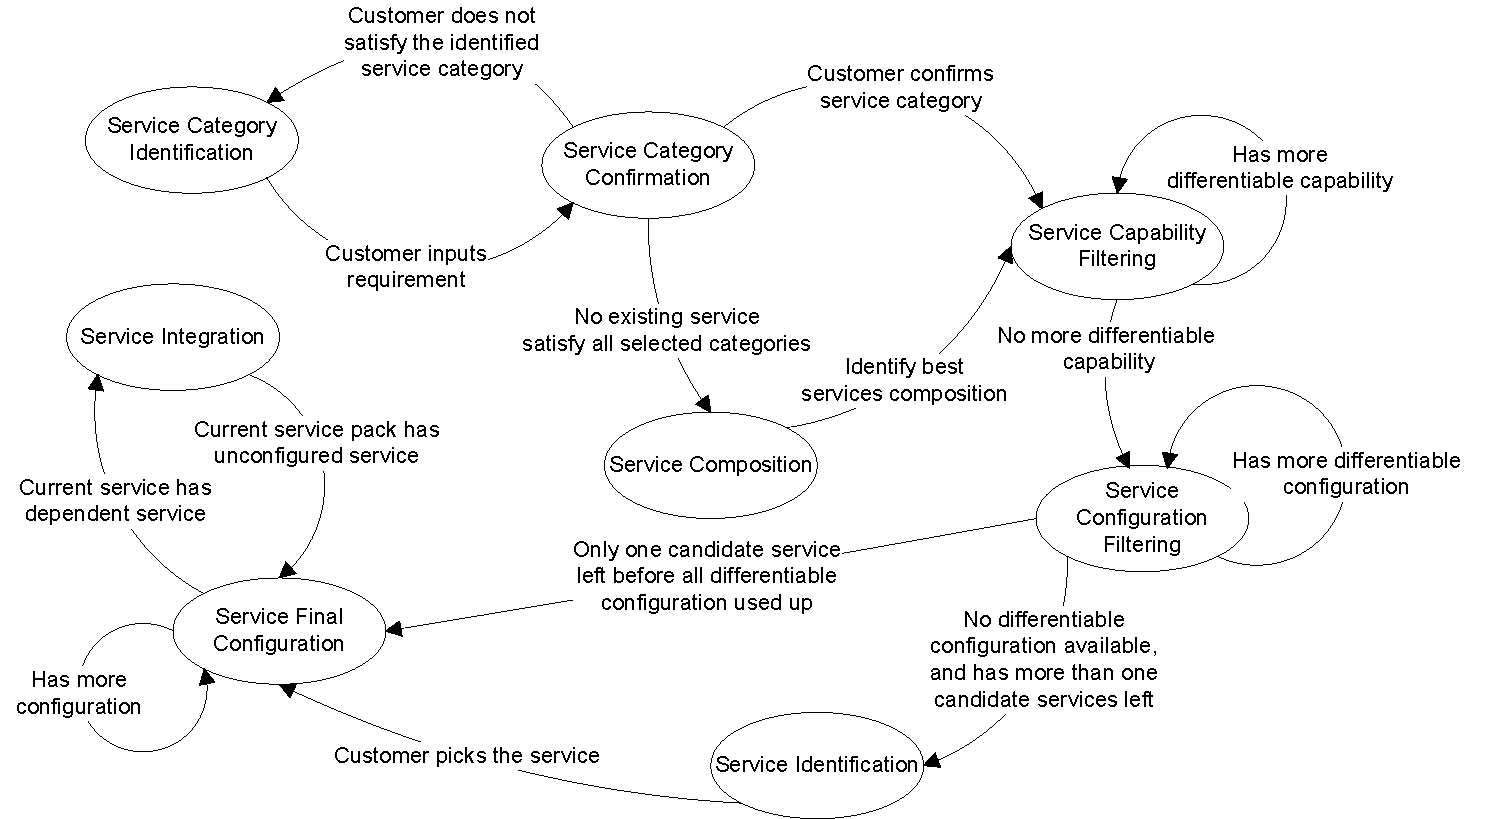 Customer does not
satisfy the identified
service category
Customer confirms
service category
Service Category
Identification
Service Category
Confirmation
Has more
differentiable capability
Service Capability
Filtering
Customer inputs
requirement
Service Integration
No existing service
satisfy all selected categories
No more differentiable
capability
Identify best
services composition
Current service pack has
unconfigured service
Service Composition
Has more differentiable
configuration
Current service has
dependent service
Service
Configuration
Filtering
Only one candidate service
left before all differentiable
configuration used up
Service Final
Configuration
No differentiable
configuration available,
and has more than one
candidate services left
Has more
configuration
Customer picks the service
Service Identification